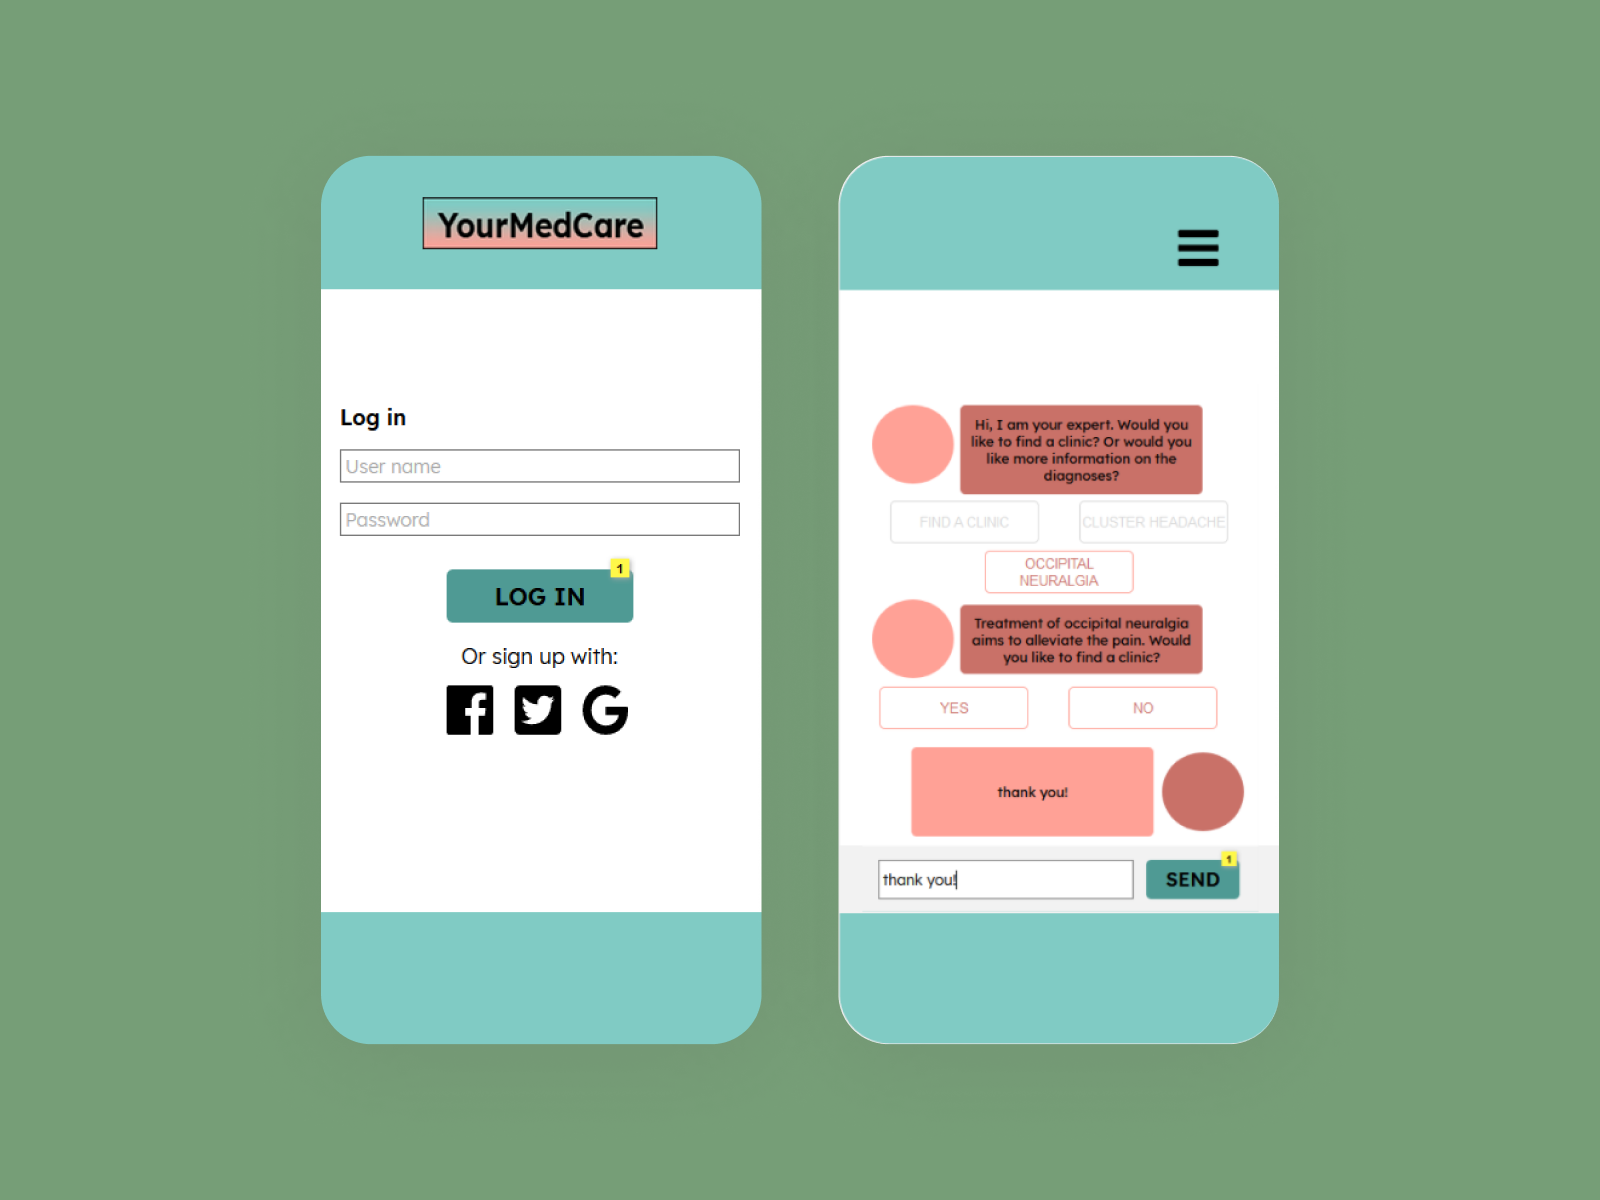 YourMedCare
Log in
User name
Password
1
LOG IN
Or sign up with:
Hi, I am your expert. Would you
like to find a clinic? Or would you
like more information on the
diagnoses?
FIND A CLINIC
CLUSTER HEADACHE
OCCIPITAL
NEURALGIA
Treatment of occipital neuralgia
aims to alleviate the pain. Would
you like to find a clinic?
YES
NO
thank you!
thank you!
1
SEND